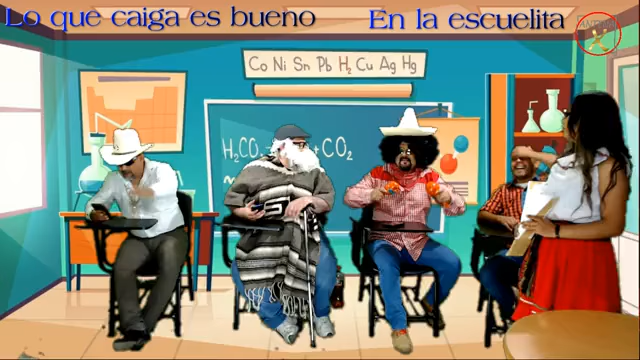 Lo que caiga es bueno
En la escuelita
Co Ni Sn Pb H₂ Cu Ag Hg
H₂CO₃
+ CO₂